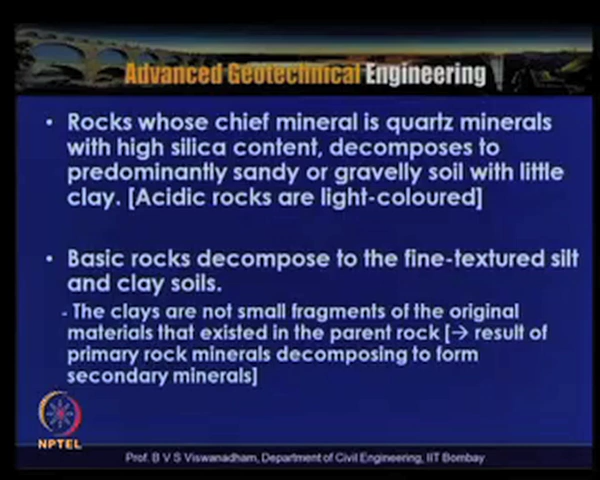 Advanced Geotechnical Engineering
• Rocks whose chief mineral is quartz minerals
with high silica content, decomposes to
predominantly sandy or gravelly soil with little
clay. [Acidic rocks are light-coloured]
• Basic rocks decompose to the fine-textured silt
and clay soils.
- The clays are not small fragments of the original
materials that existed in the parent rock [→ result of
primary rock minerals decomposing to form
secondary minerals]
NPTEL
Prof. B V S Viswanadham, Department of Civil Engineering, IIT Bombay